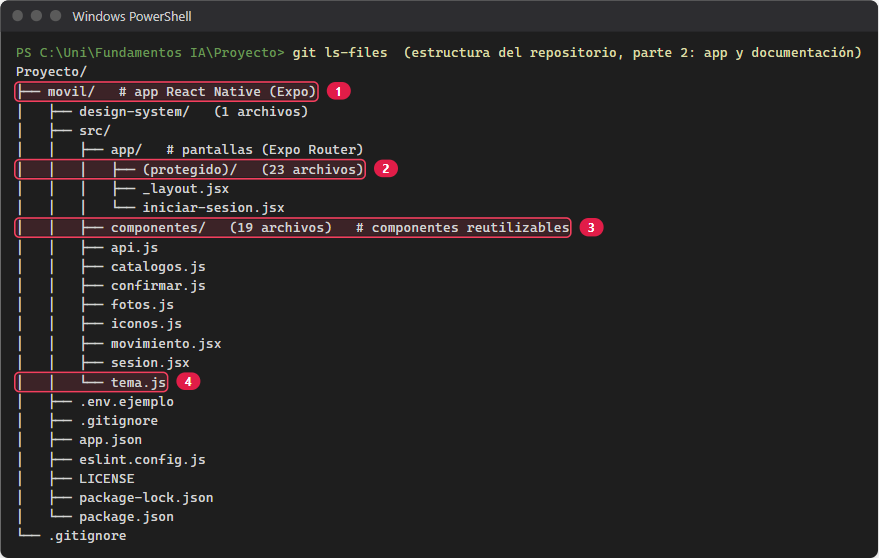 Windows PowerShell
PS C:\Uni\Fundamentos IA\Proyecto> git ls-files  (estructura del repositorio, parte 2: app y documentación)
Proyecto/
├── movil/   # app React Native (Expo) 1
│   ├── design-system/   (1 archivos)
│   ├── src/
│   │   ├── app/   # pantallas (Expo Router)
│   │   │   ├── (protegido)/   (23 archivos) 2
│   │   │   ├── _layout.jsx
│   │   │   └── iniciar-sesion.jsx
│   │   ├── componentes/   (19 archivos)   # componentes reutilizables 3
│   │   ├── api.js
│   │   ├── catalogos.js
│   │   ├── confirmar.js
│   │   ├── fotos.js
│   │   ├── iconos.js
│   │   ├── movimiento.jsx
│   │   ├── sesion.jsx
│   │   └── tema.js 4
│   ├── .env.ejemplo
│   ├── .gitignore
│   ├── app.json
│   ├── eslint.config.js
│   ├── LICENSE
│   ├── package-lock.json
│   └── package.json
└── .gitignore